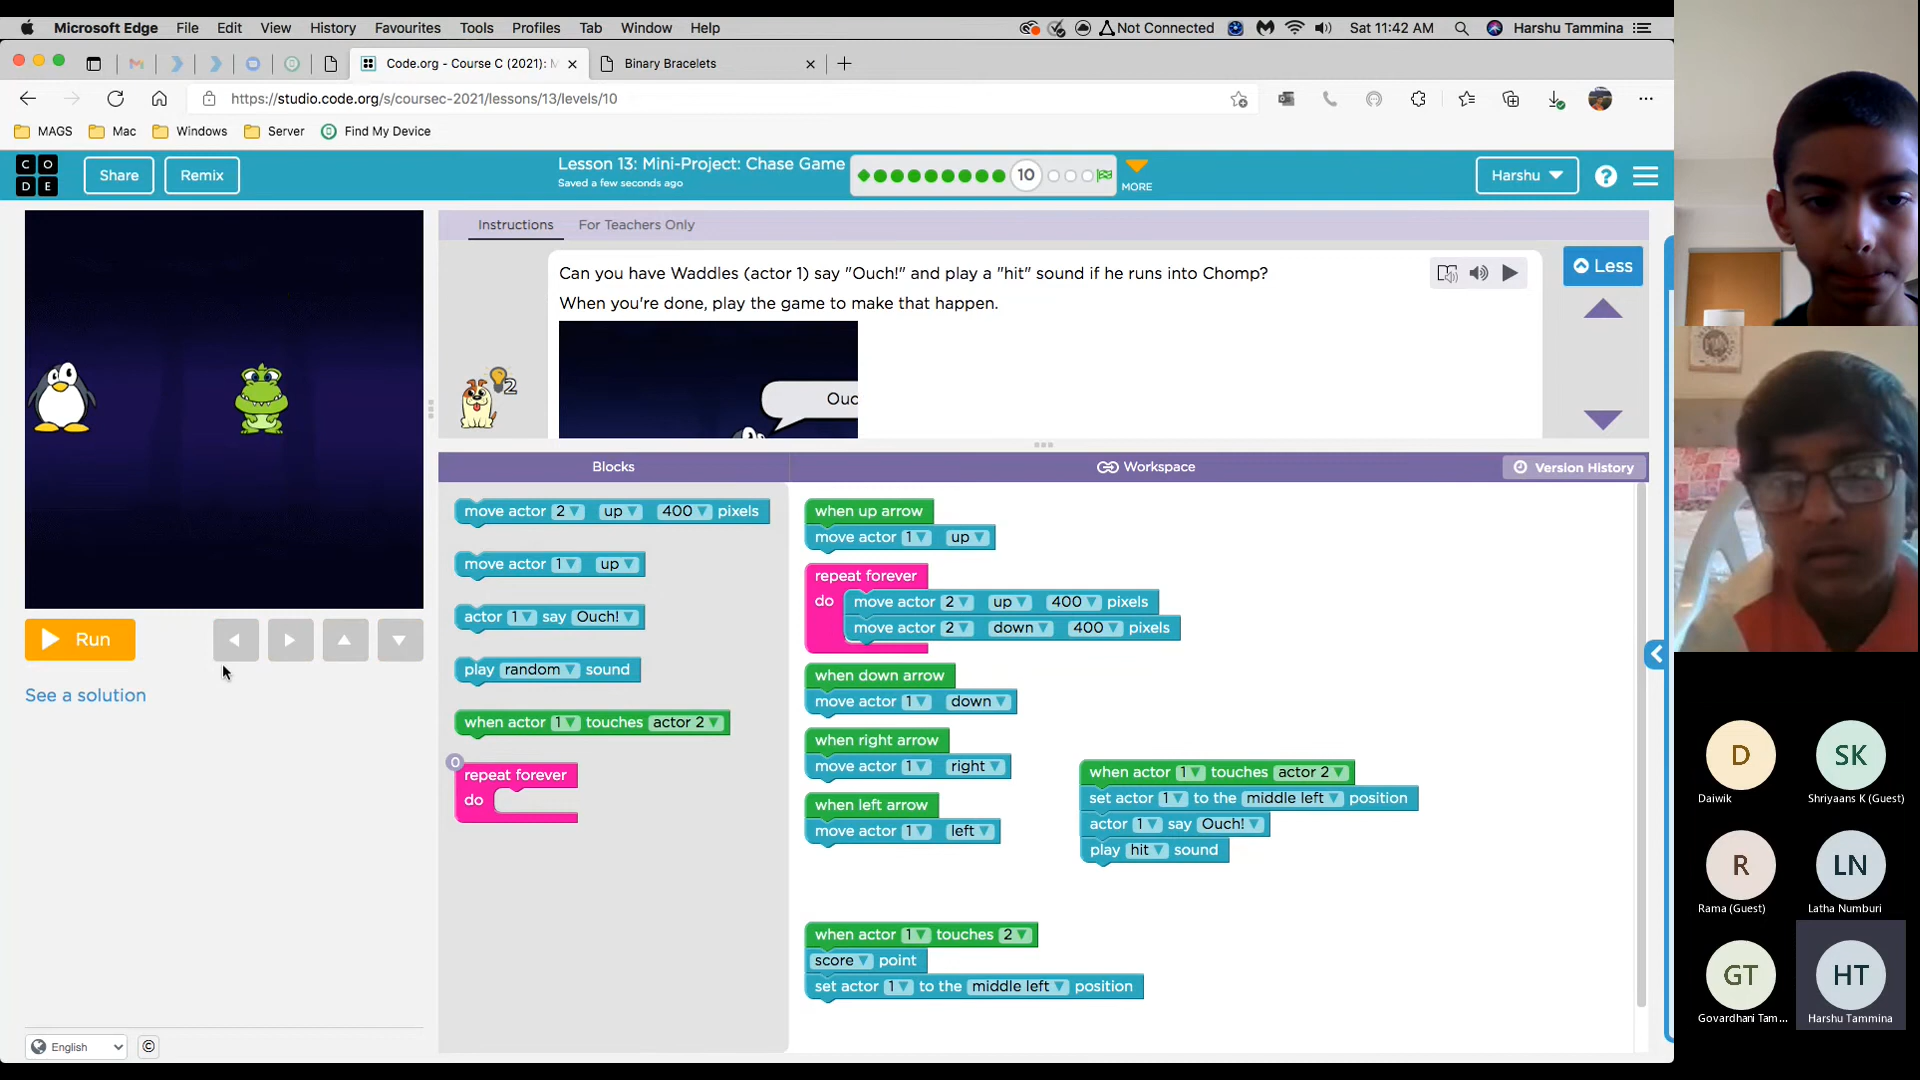 Microsoft Edge File Edit View History Favourites Tools Profiles Tab Window Help Not Connected Sat 11:42 AM Harshu Tammina
Code.org - Course C (2021): M Binary Bracelets
https://studio.code.org/s/coursec-2021/lessons/13/levels/10
MAGS Mac Windows Server Find My Device
C O D E
Share Remix
Lesson 13: Mini-Project: Chase Game
Saved a few seconds ago
10
MORE
Harshu
Instructions For Teachers Only
Can you have Waddles (actor 1) say "Ouch!" and play a "hit" sound if he runs into Chomp?
When you're done, play the game to make that happen.
Less
2
Ouc
Run
See a solution
Blocks Workspace Version History
move actor 2 up 400 pixels
move actor 1 up
actor 1 say Ouch!
play random sound
when actor 1 touches actor 2
0
repeat forever
do
when up arrow
move actor 1 up
repeat forever
do move actor 2 up 400 pixels
move actor 2 down 400 pixels
when down arrow
move actor 1 down
when right arrow
move actor 1 right
when left arrow
move actor 1 left
when actor 1 touches actor 2
set actor 1 to the middle left position
actor 1 say Ouch!
play hit sound
when actor 1 touches 2
score point
set actor 1 to the middle left position
English ©
D SK
Daiwik Shriyaans K (Guest)
R LN
Rama (Guest) Latha Numburi
GT HT
Govardhani Tam... Harshu Tammina